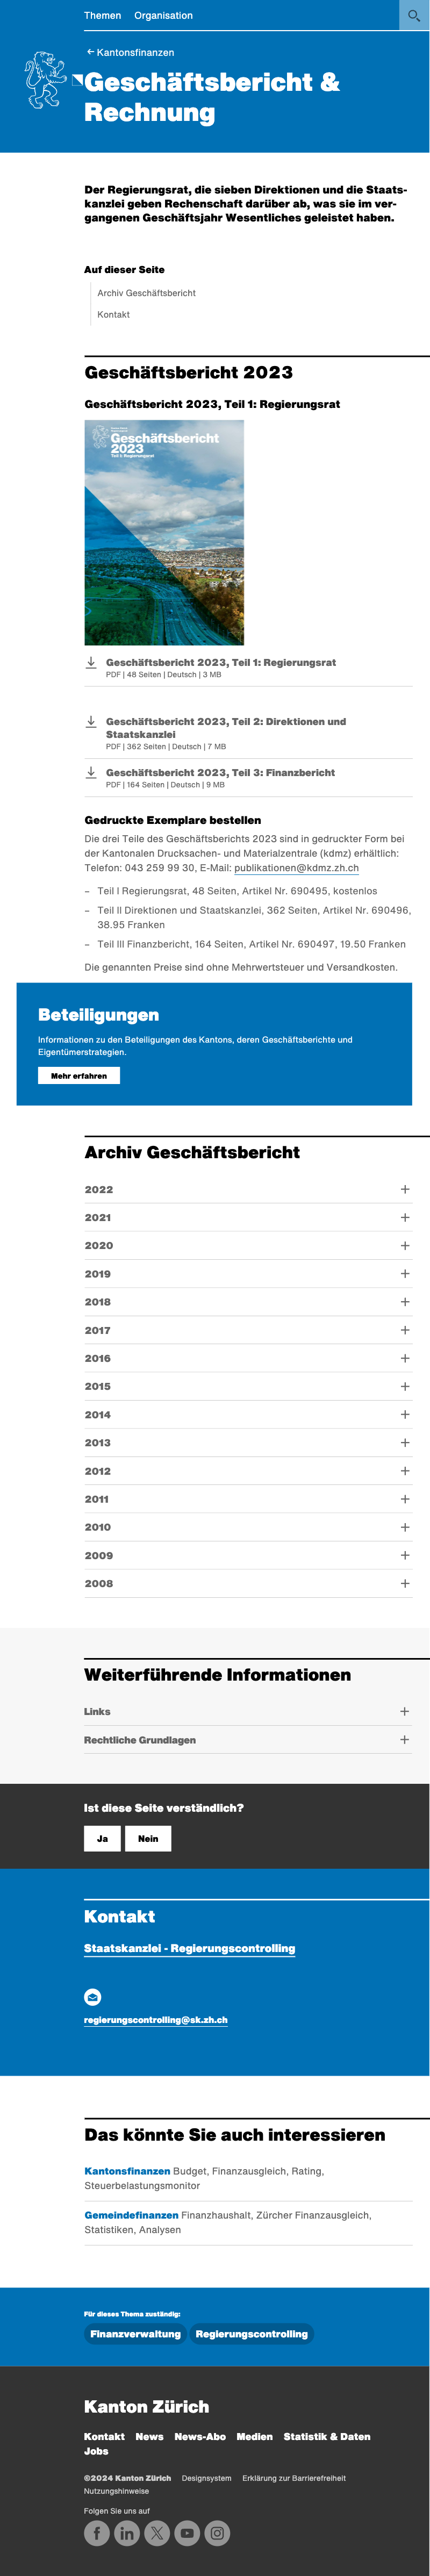 Themen Organisation
Kantonsfinanzen
Geschäftsbericht &
Rechnung
Der Regierungsrat, die sieben Direktionen und die Staats-
kanzlei geben Rechenschaft darüber ab, was sie im ver-
gangenen Geschäftsjahr Wesentliches geleistet haben.
Auf dieser Seite
Archiv Geschäftsbericht
Kontakt
Geschäftsbericht 2023
Geschäftsbericht 2023, Teil 1: Regierungsrat
Geschäftsbericht
2023
Teil 1: Regierungsrat
Geschäftsbericht 2023, Teil 1: Regierungsrat
PDF | 48 Seiten | Deutsch | 3 MB
Geschäftsbericht 2023, Teil 2: Direktionen und
Staatskanzlei
PDF | 362 Seiten | Deutsch | 7 MB
Geschäftsbericht 2023, Teil 3: Finanzbericht
PDF | 164 Seiten | Deutsch | 9 MB
Gedruckte Exemplare bestellen
Die drei Teile des Geschäftsberichts 2023 sind in gedruckter Form bei
der Kantonalen Drucksachen- und Materialzentrale (kdmz) erhältlich:
Telefon: 043 259 99 30, E-Mail: publikationen@kdmz.zh.ch
– Teil I Regierungsrat, 48 Seiten, Artikel Nr. 690495, kostenlos
– Teil II Direktionen und Staatskanzlei, 362 Seiten, Artikel Nr. 690496,
38.95 Franken
– Teil III Finanzbericht, 164 Seiten, Artikel Nr. 690497, 19.50 Franken
Die genannten Preise sind ohne Mehrwertsteuer und Versandkosten.
Beteiligungen
Informationen zu den Beteiligungen des Kantons, deren Geschäftsberichte und
Eigentümerstrategien.
Mehr erfahren
Archiv Geschäftsbericht
2022
2021
2020
2019
2018
2017
2016
2015
2014
2013
2012
2011
2010
2009
2008
Weiterführende Informationen
Links
Rechtliche Grundlagen
Ist diese Seite verständlich?
Ja Nein
Kontakt
Staatskanzlei - Regierungscontrolling
regierungscontrolling@sk.zh.ch
Das könnte Sie auch interessieren
Kantonsfinanzen Budget, Finanzausgleich, Rating,
Steuerbelastungsmonitor
Gemeindefinanzen Finanzhaushalt, Zürcher Finanzausgleich,
Statistiken, Analysen
Für dieses Thema zuständig:
Finanzverwaltung Regierungscontrolling
Kanton Zürich
Kontakt News News-Abo Medien Statistik & Daten
Jobs
©2024 Kanton Zürich Designsystem Erklärung zur Barrierefreiheit
Nutzungshinweise
Folgen Sie uns auf